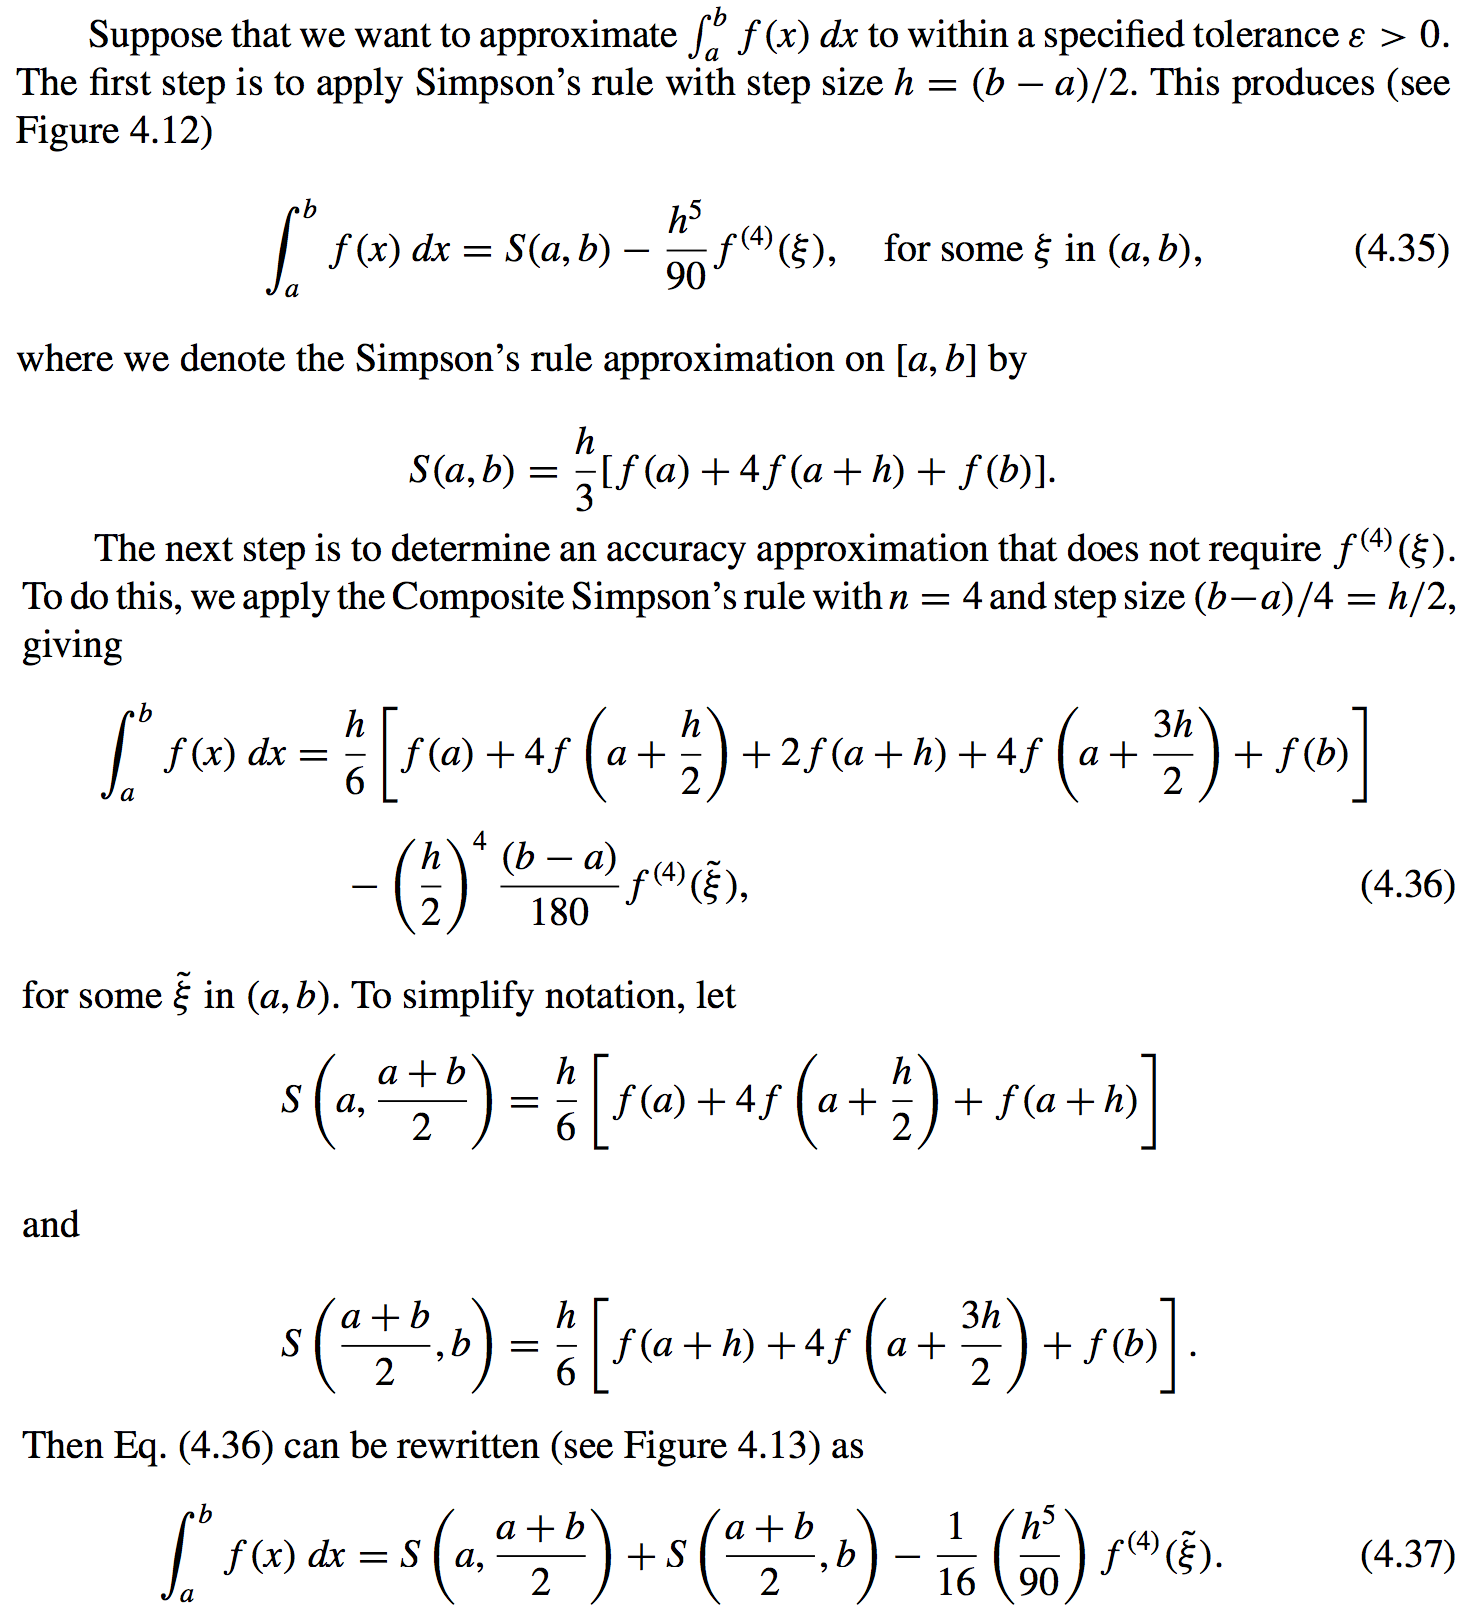 Suppose that we want to approximate $\int_a^b f(x)\,dx$ to within a specified tolerance $\varepsilon > 0$.
The first step is to apply Simpson’s rule with step size $h = (b - a)/2$. This produces (see
Figure 4.12)
$$\int_a^b f(x)\,dx = S(a, b) - \frac{h^5}{90} f^{(4)}(\xi), \quad \text{for some } \xi \text{ in } (a, b), \quad (4.35)$$
where we denote the Simpson’s rule approximation on $[a, b]$ by
$$S(a, b) = \frac{h}{3}[f(a) + 4f(a + h) + f(b)].$$
The next step is to determine an accuracy approximation that does not require $f^{(4)}(\xi)$.
To do this, we apply the Composite Simpson’s rule with $n = 4$ and step size $(b-a)/4 = h/2$,
giving
$$\int_a^b f(x)\,dx = \frac{h}{6}\left[f(a) + 4f\left(a + \frac{h}{2}\right) + 2f(a + h) + 4f\left(a + \frac{3h}{2}\right) + f(b)\right]$$
$$- \left(\frac{h}{2}\right)^4 \frac{(b - a)}{180} f^{(4)}(\tilde{\xi}), \quad (4.36)$$
for some $\tilde{\xi}$ in $(a, b)$. To simplify notation, let
$$S\left(a, \frac{a + b}{2}\right) = \frac{h}{6}\left[f(a) + 4f\left(a + \frac{h}{2}\right) + f(a + h)\right]$$
and
$$S\left(\frac{a + b}{2}, b\right) = \frac{h}{6}\left[f(a + h) + 4f\left(a + \frac{3h}{2}\right) + f(b)\right].$$
Then Eq. (4.36) can be rewritten (see Figure 4.13) as
$$\int_a^b f(x)\,dx = S\left(a, \frac{a + b}{2}\right) + S\left(\frac{a + b}{2}, b\right) - \frac{1}{16}\left(\frac{h^5}{90}\right) f^{(4)}(\tilde{\xi}). \quad (4.37)$$